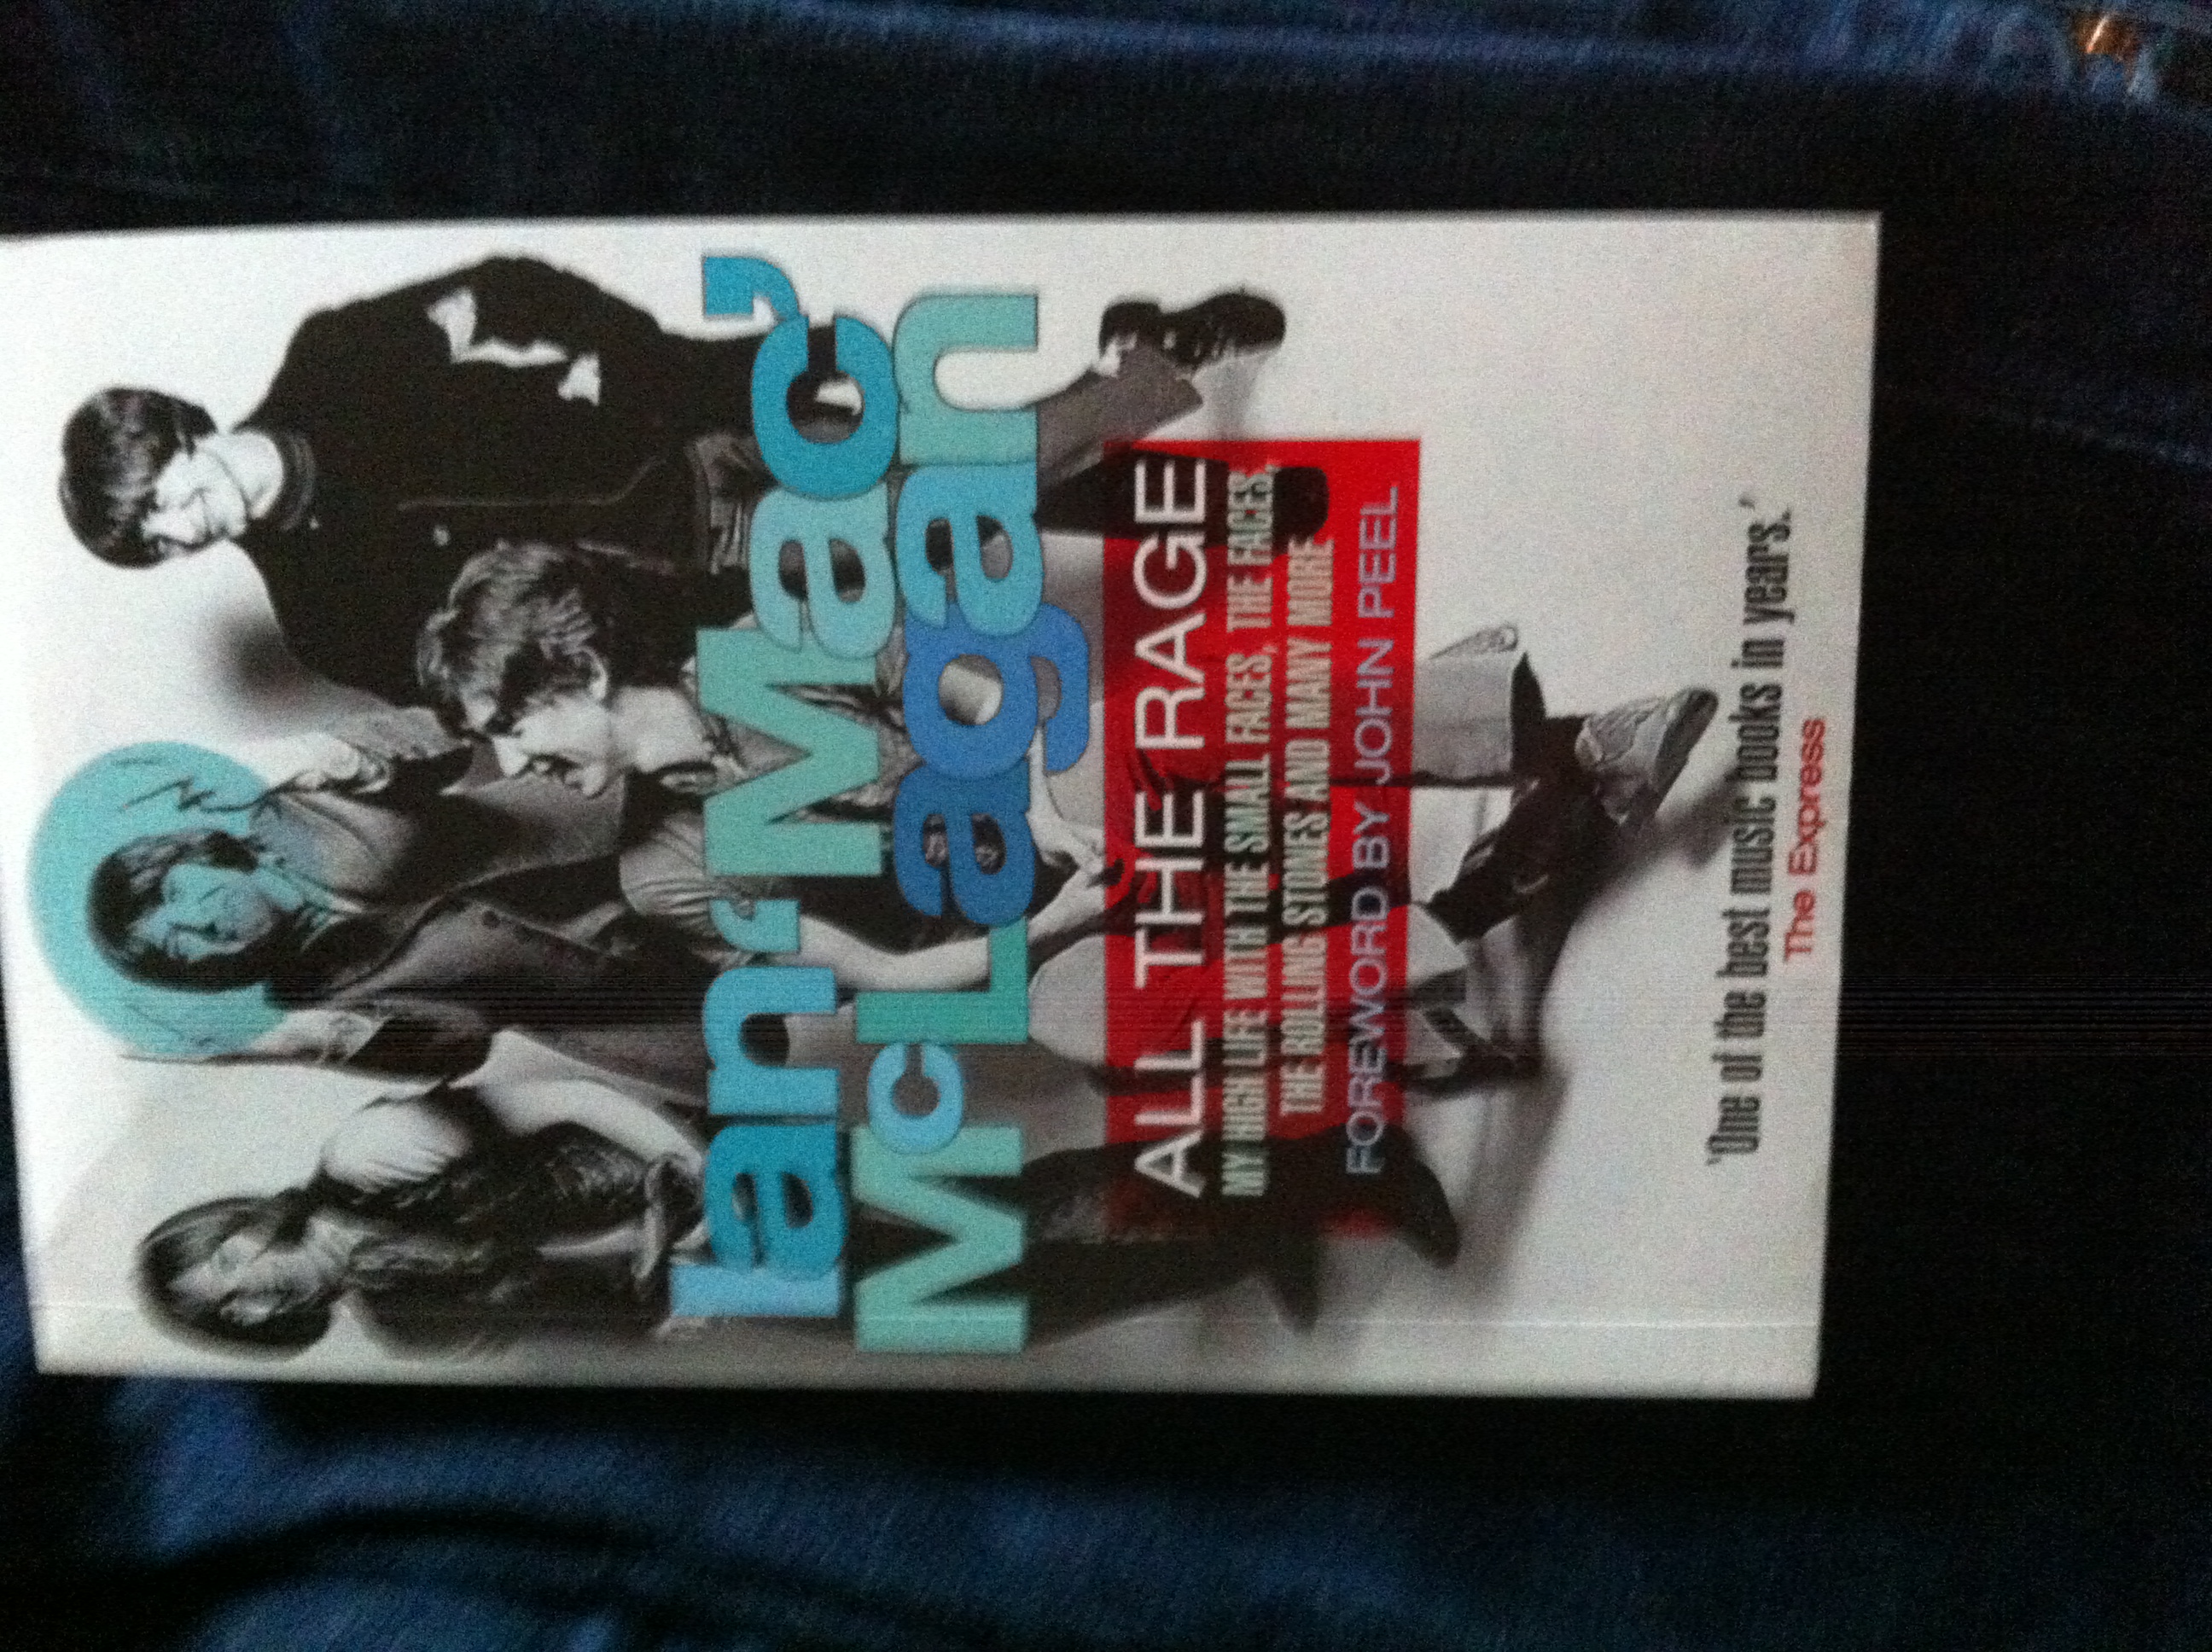 Ian 'Mac'
McLagan
ALL THE RAGE
MY HIGH LIFE WITH THE SMALL FACES, THE FACES,
THE ROLLING STONES AND MANY MORE
FOREWORD BY JOHN PEEL
'One of the best music books in years.'
The Express